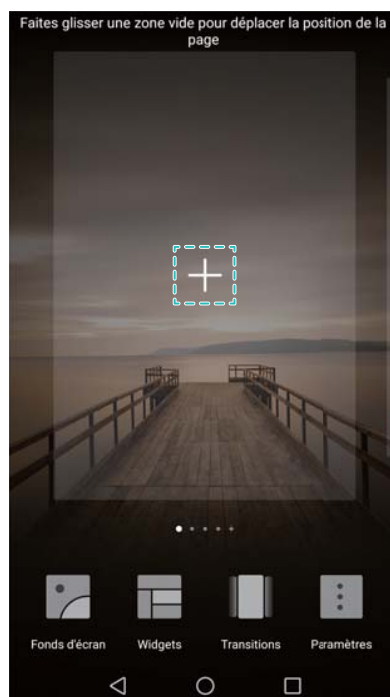 Faites glisser une zone vide pour déplacer la position de la
page
Fonds d'écran
Widgets
Transitions
Paramètres